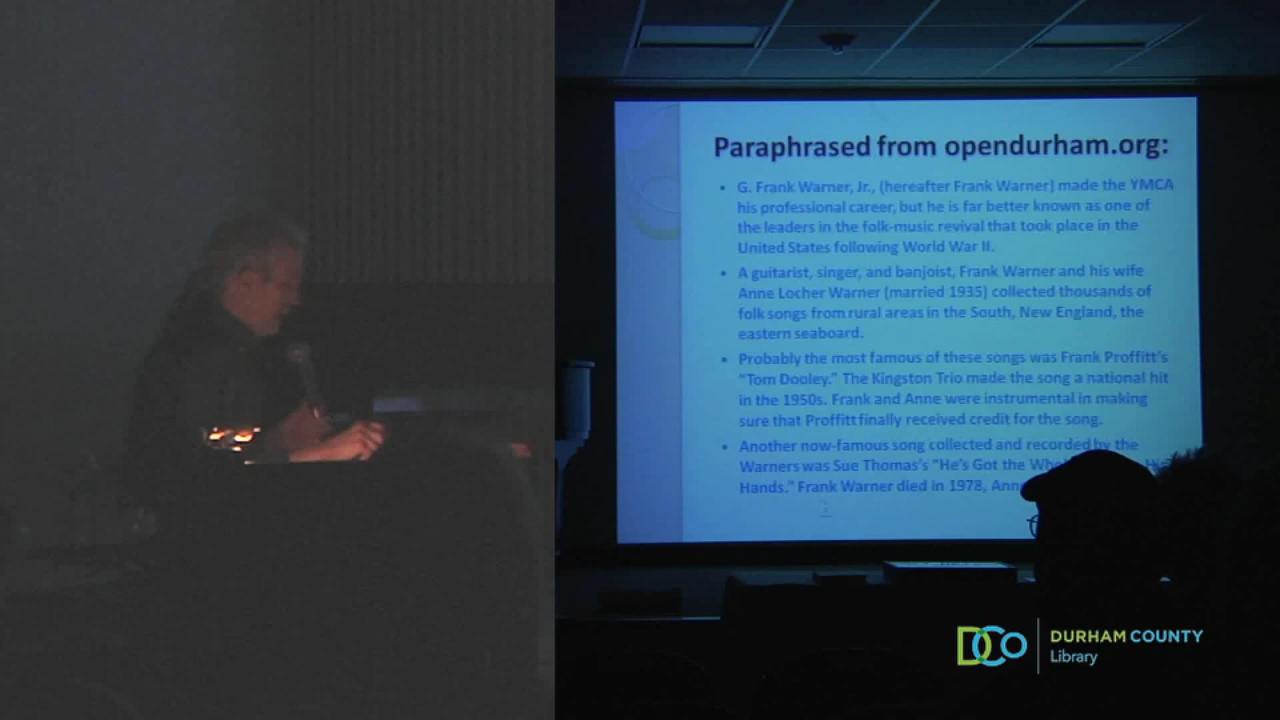 Paraphrased from opendurham.org:
• G. Frank Warner, Jr., (hereafter Frank Warner) made the YMCA
his professional career, but he is far better known as one of
the leaders in the folk-music revival that took place in the
United States following World War II.
• A guitarist, singer, and banjoist, Frank Warner and his wife
Anne Locher Warner (married 1935) collected thousands of
folk songs from rural areas in the South, New England, the
eastern seaboard.
• Probably the most famous of these songs was Frank Proffitt's
"Tom Dooley." The Kingston Trio made the song a national hit
in the 1950s. Frank and Anne were instrumental in making
sure that Proffitt finally received credit for the song.
• Another now-famous song collected and recorded by the
Warners was Sue Thomas's "He's Got the
Hands." Frank Warner died in 1978,
DCo
DURHAM COUNTY
Library